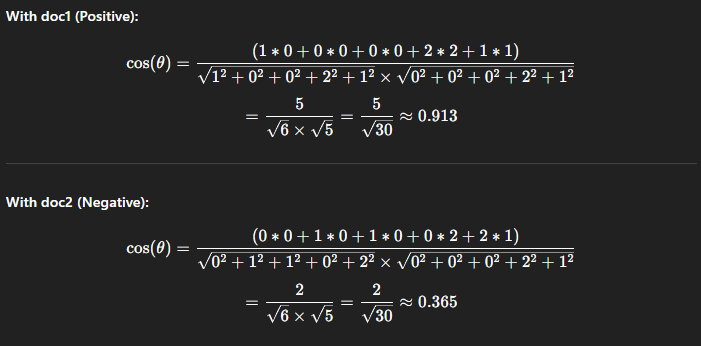 With doc1 (Positive):
cos(θ) = (1 * 0 + 0 * 0 + 0 * 0 + 2 * 2 + 1 * 1) / √1² + 0² + 0² + 2² + 1² × √0² + 0² + 0² + 2² + 1²
= 5 / √6 × √5 = 5 / √30 ≈ 0.913
With doc2 (Negative):
cos(θ) = (0 * 0 + 1 * 0 + 1 * 0 + 0 * 2 + 2 * 1) / √0² + 1² + 1² + 0² + 2² × √0² + 0² + 0² + 2² + 1²
= 2 / √6 × √5 = 2 / √30 ≈ 0.365